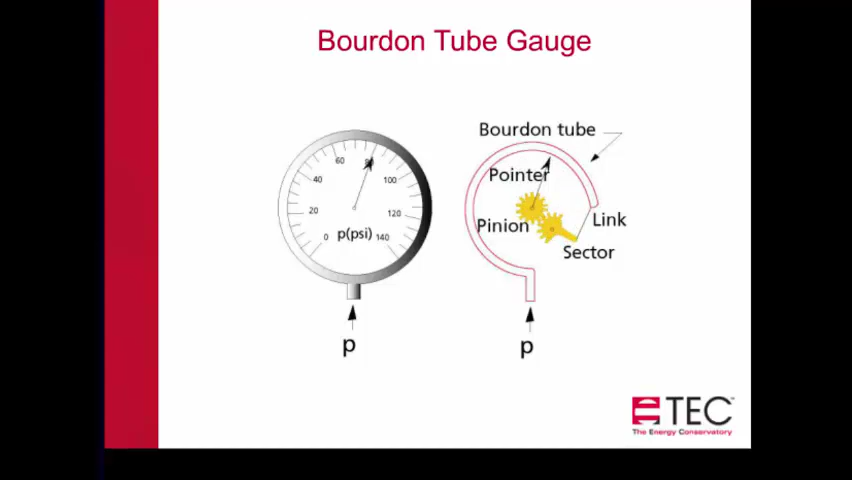 Bourdon Tube Gauge
60
80
40
100
20
120
0
p(psi)
140
p
Bourdon tube
Pointer
Pinion
Link
Sector
p
TEC™
The Energy Conservatory